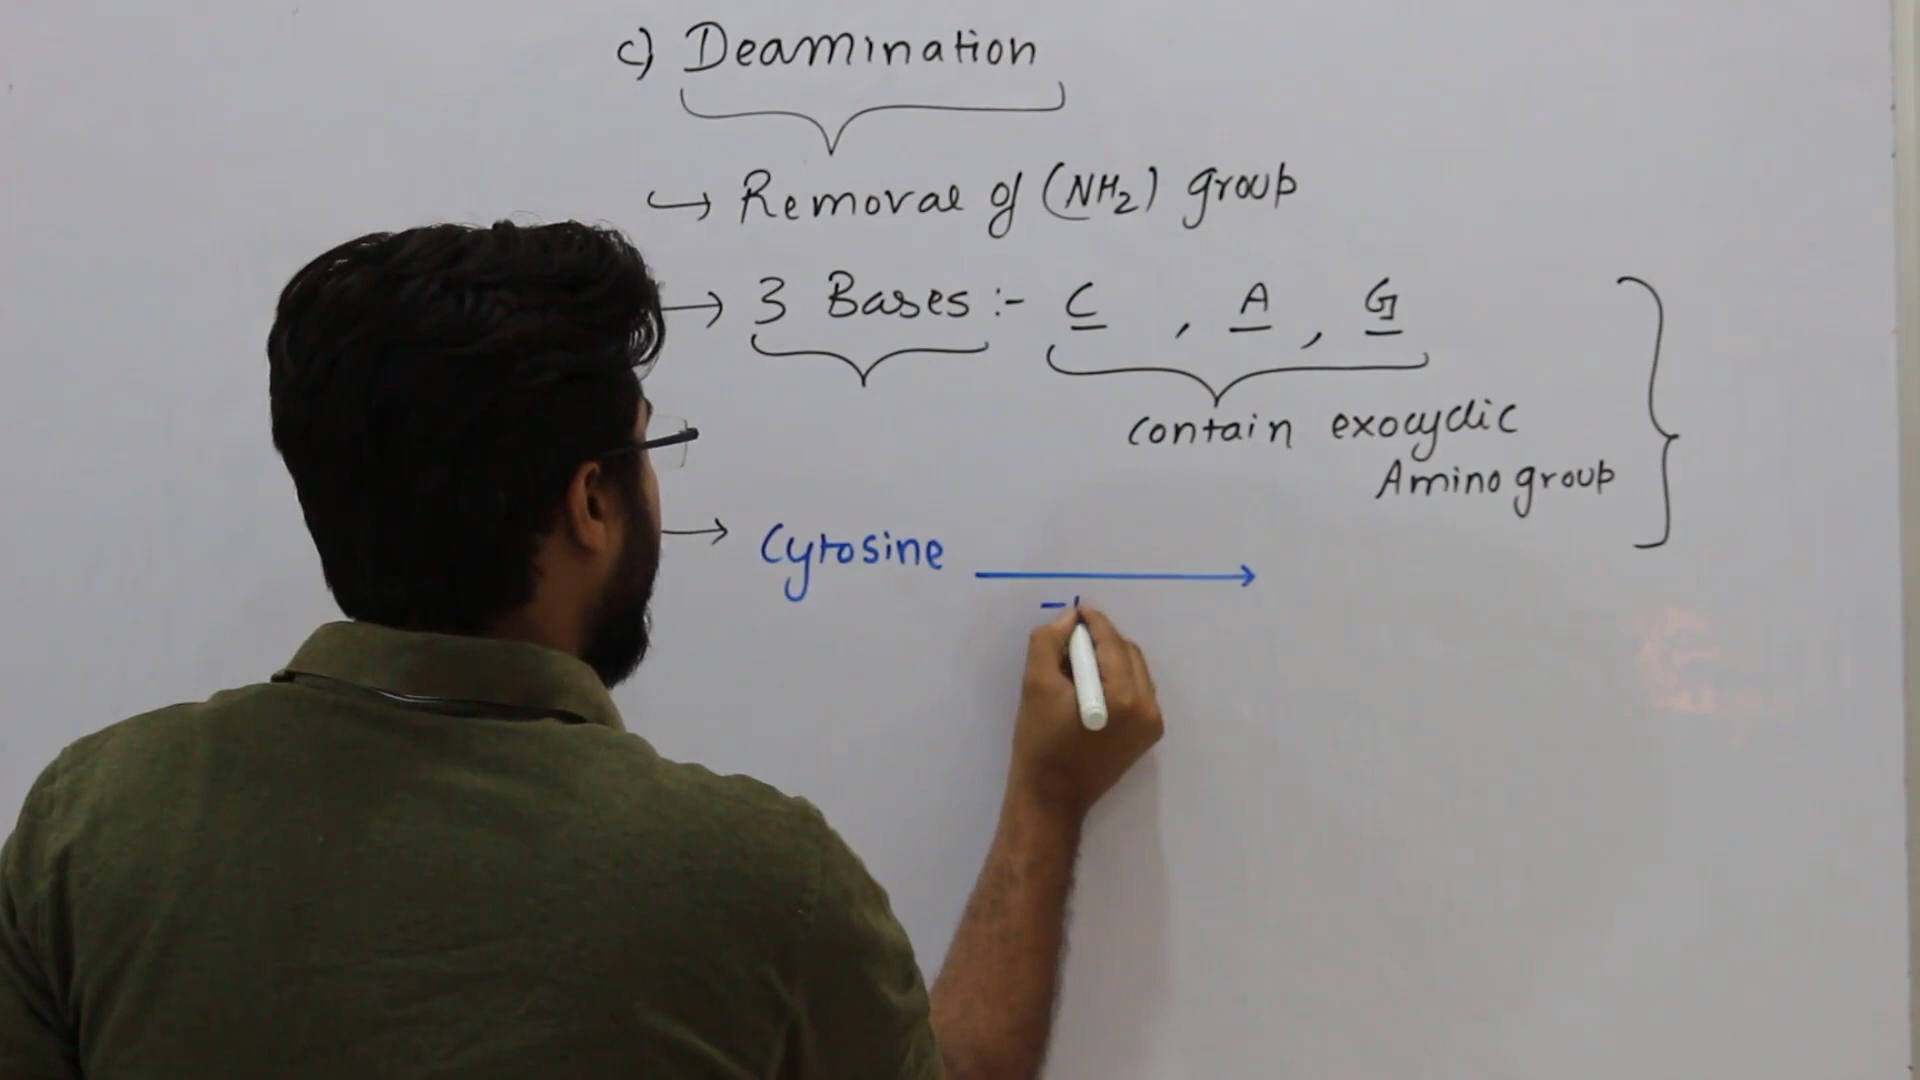 c) Deamination
↪ Removal of (NH₂) group
→ 3 Bases :- C , A , G
contain exocyclic
Amino group
→ Cytosine ⟶
-